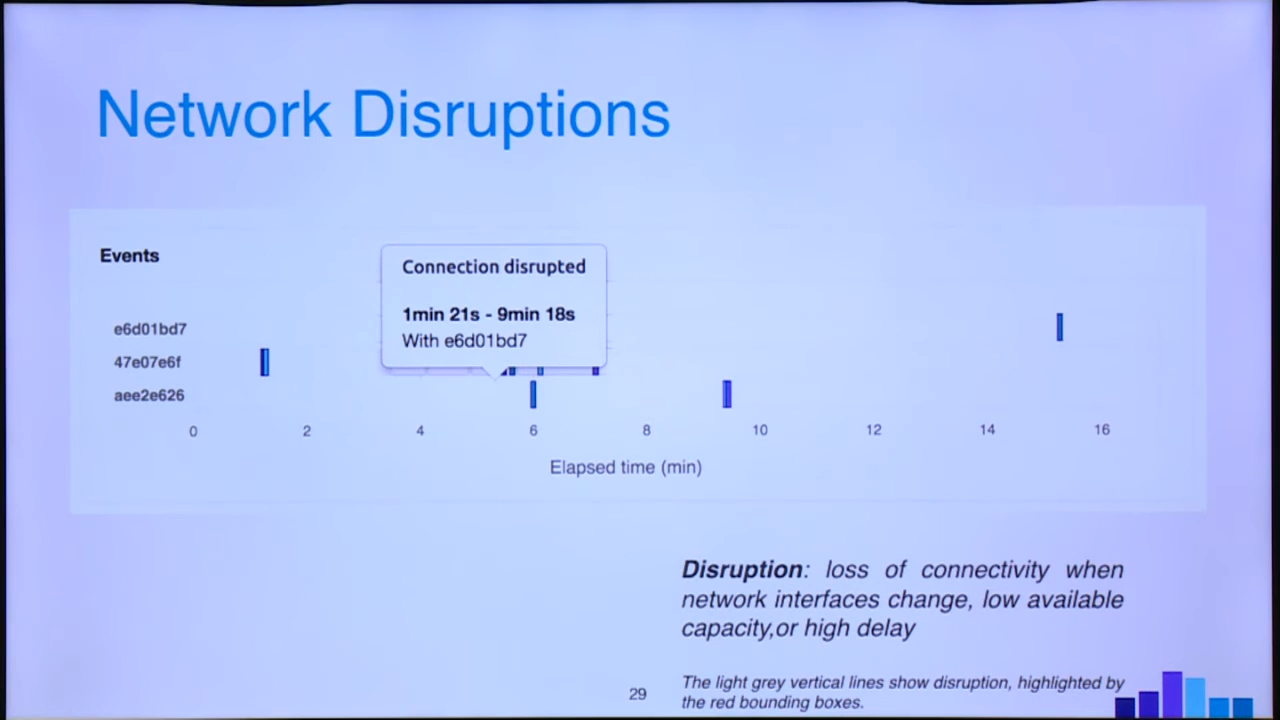 Network Disruptions
Events
Connection disrupted
1min 21s - 9min 18s
With e6d01bd7
e6d01bd7
47e07e6f
aee2e626
0 2 4 6 8 10 12 14 16
Elapsed time (min)
Disruption: loss of connectivity when
network interfaces change, low available
capacity,or high delay
The light grey vertical lines show disruption, highlighted by
the red bounding boxes.
29